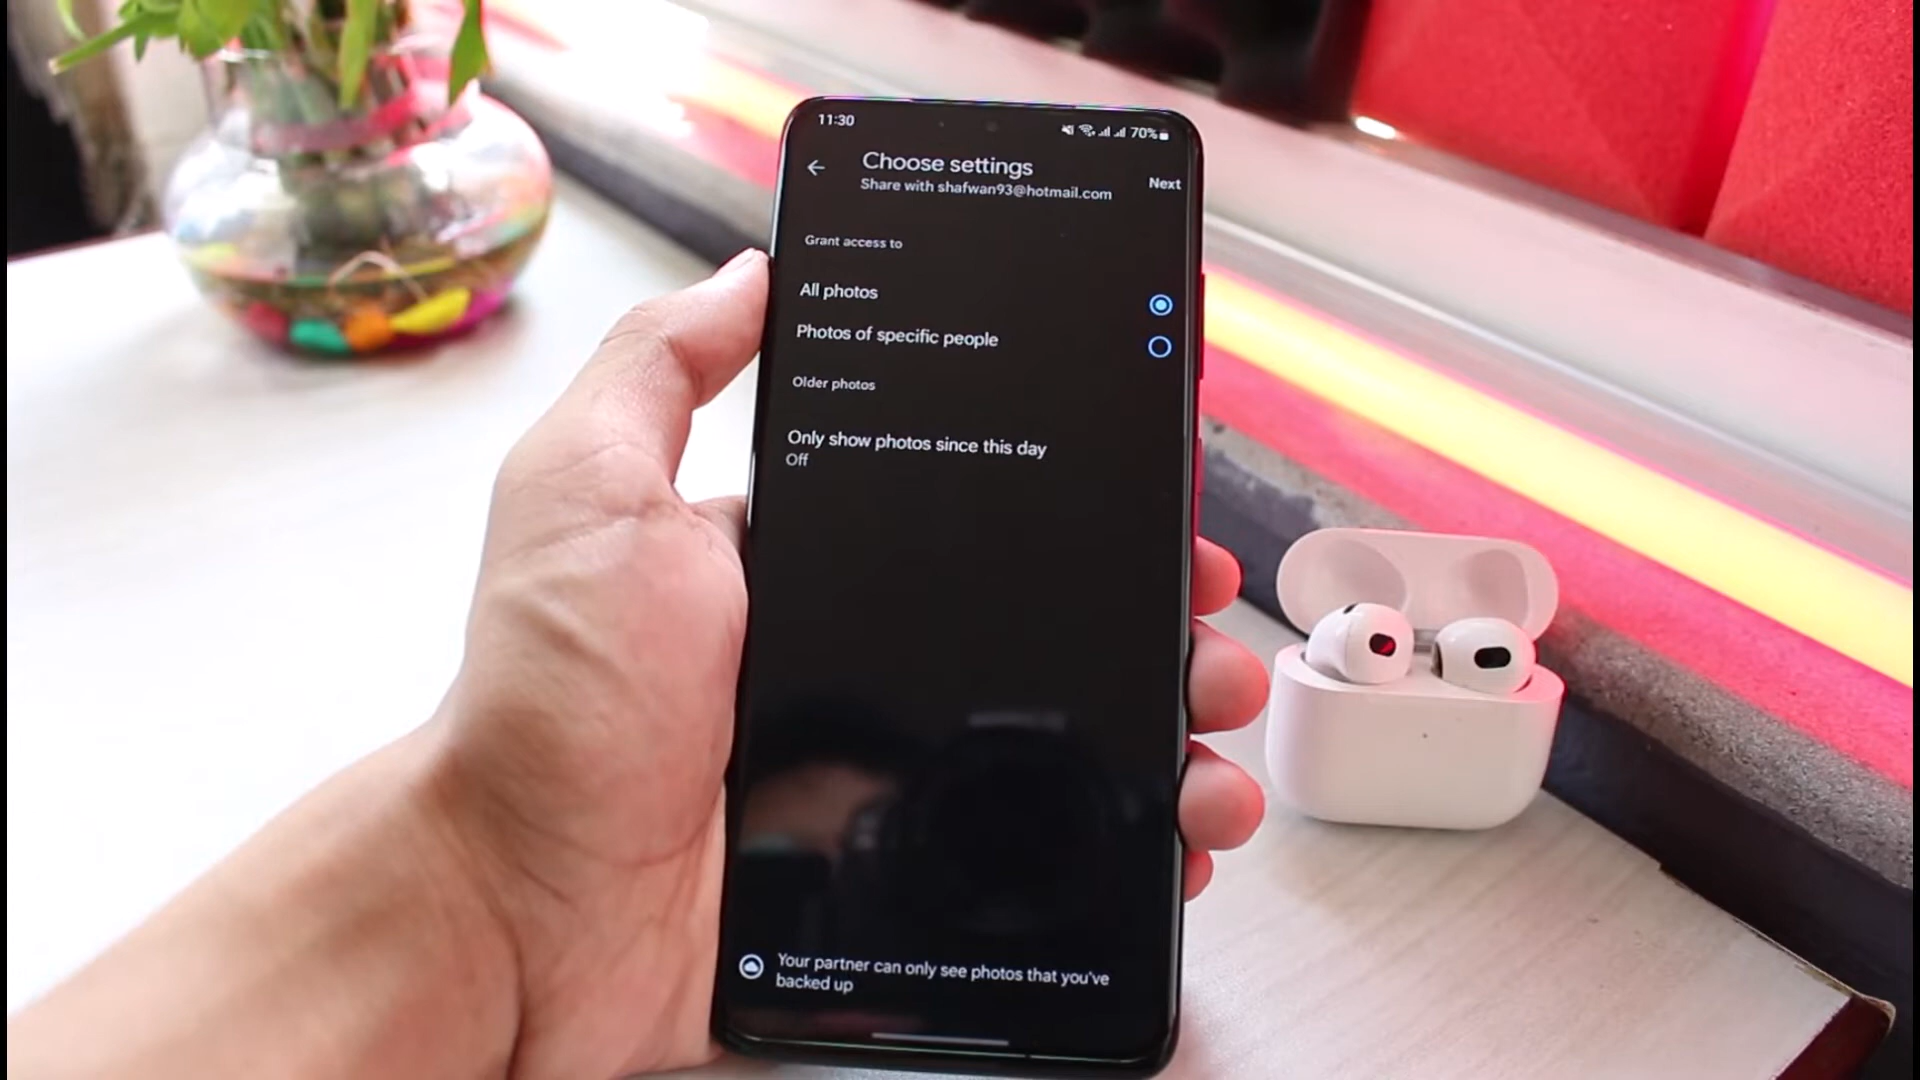 11:30
70%
Choose settings
Share with shafwan93@hotmail.com
Next
Grant access to
All photos
Photos of specific people
Older photos
Only show photos since this day
Off
Your partner can only see photos that you've
backed up